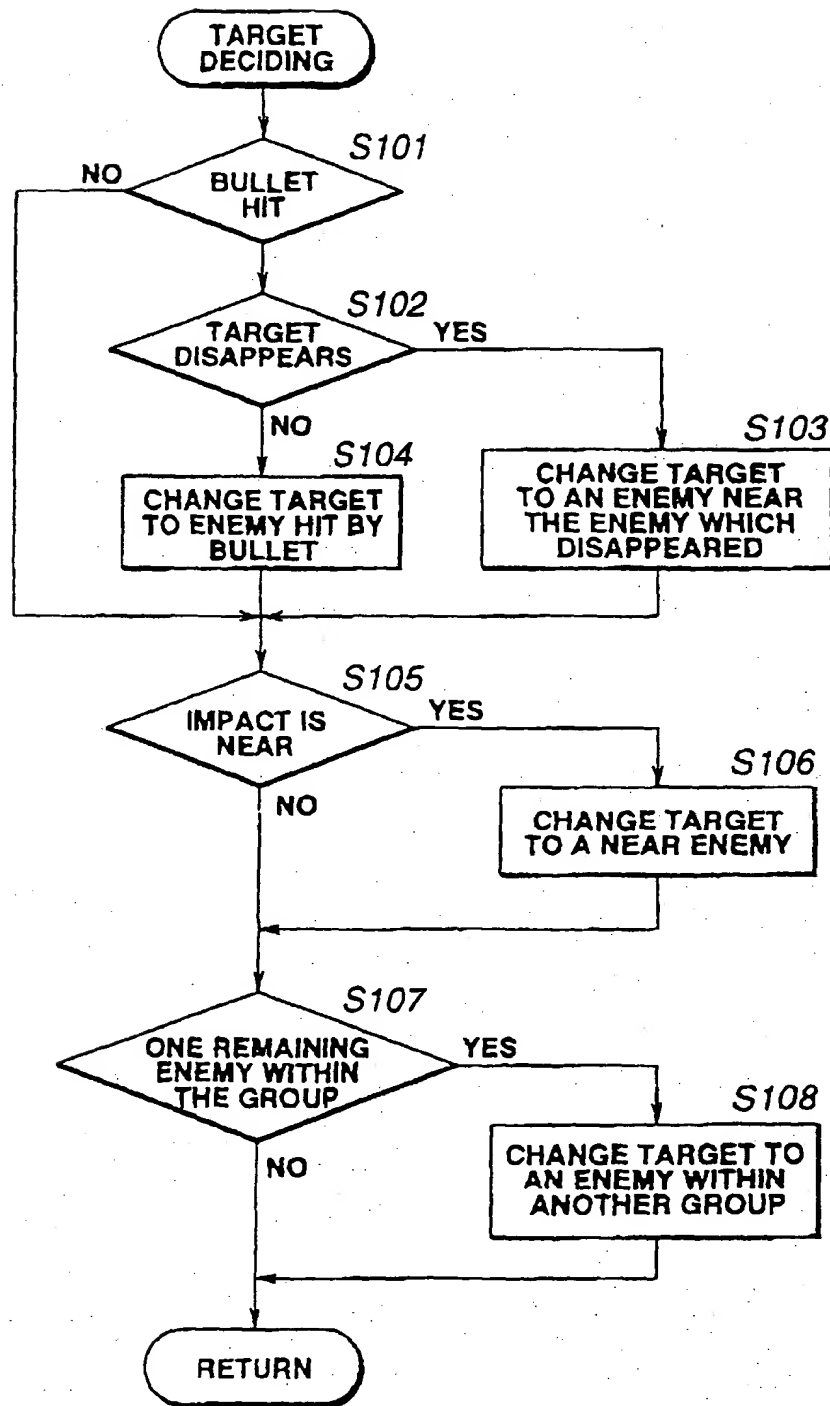 TARGET
DECIDING
S101
NO
BULLET
HIT
S102
TARGET
DISAPPEARS
YES
NO
S103
S104
CHANGE TARGET
TO ENEMY HIT BY
BULLET
CHANGE TARGET
TO AN ENEMY NEAR
THE ENEMY WHICH
DISAPPEARED
S105
IMPACT IS
NEAR
YES
S106
NO
CHANGE TARGET
TO A NEAR ENEMY
S107
ONE REMAINING
ENEMY WITHIN
THE GROUP
YES
S108
NO
CHANGE TARGET TO
AN ENEMY WITHIN
ANOTHER GROUP
RETURN